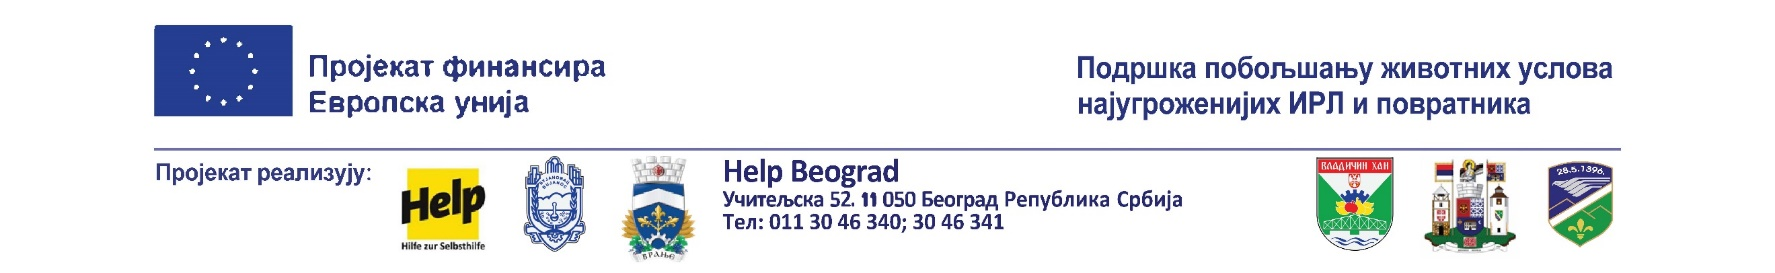 Пројекат финансира
Европска унија
Подршка побољшању животних услова
најугроженијих ИРЛ и повратника
Пројекат реализују:
Help
Hilfe zur Selbsthilfe
ВРАЊЕ
Help Beograd
Учитељска 52. 11 050 Београд Република Србија
Тел: 011 30 46 340; 30 46 341
ВЛАДИЧИН ХАН
28.5.1396.